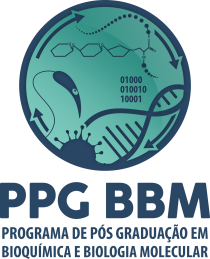 01000
010010
10001
PPG BBM
PROGRAMA DE PÓS GRADUAÇÃO EM
BIOQUÍMICA E BIOLOGIA MOLECULAR